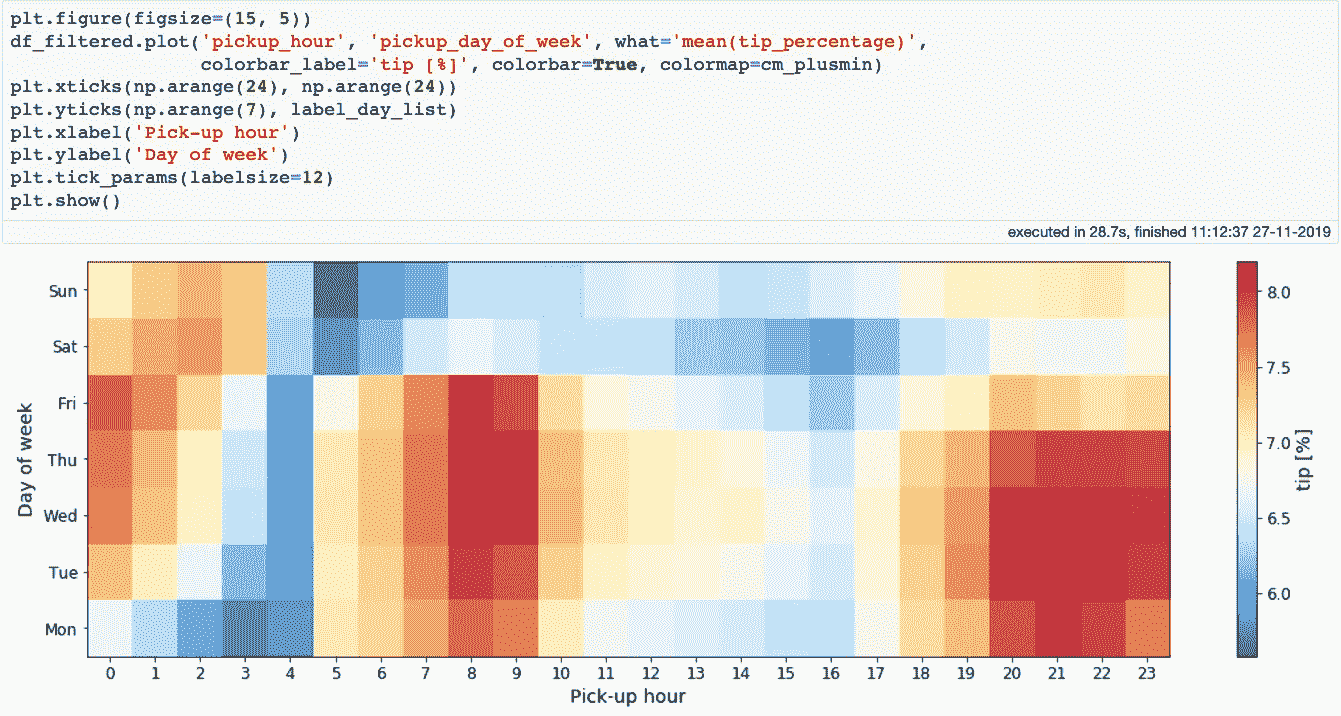 plt.figure(figsize=(15, 5))
df_filtered.plot('pickup_hour', 'pickup_day_of_week', what='mean(tip_percentage)',
                 colorbar_label='tip [%]', colorbar=True, colormap=cm_plusmin)
plt.xticks(np.arange(24), np.arange(24))
plt.yticks(np.arange(7), label_day_list)
plt.xlabel('Pick-up hour')
plt.ylabel('Day of week')
plt.tick_params(labelsize=12)
plt.show()
executed in 28.7s, finished 11:12:37 27-11-2019
Day of week
Sun
Sat
Fri
Thu
Wed
Tue
Mon
0 1 2 3 4 5 6 7 8 9 10 11 12 13 14 15 16 17 18 19 20 21 22 23
Pick-up hour
8.0
7.5
7.0
6.5
6.0
tip [%]